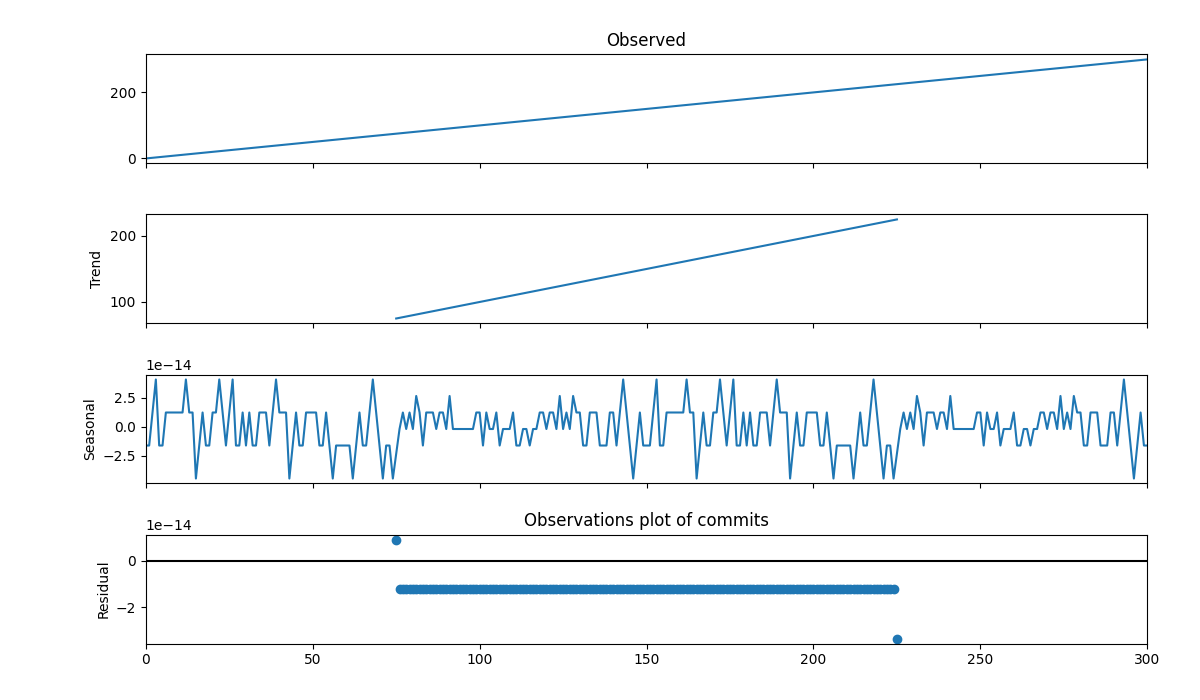 Observed
200
0
Trend
200
100
1e−14
Seasonal
2.5
0.0
−2.5
Observations plot of commits
1e−14
Residual
0
−2
0 50 100 150 200 250 300